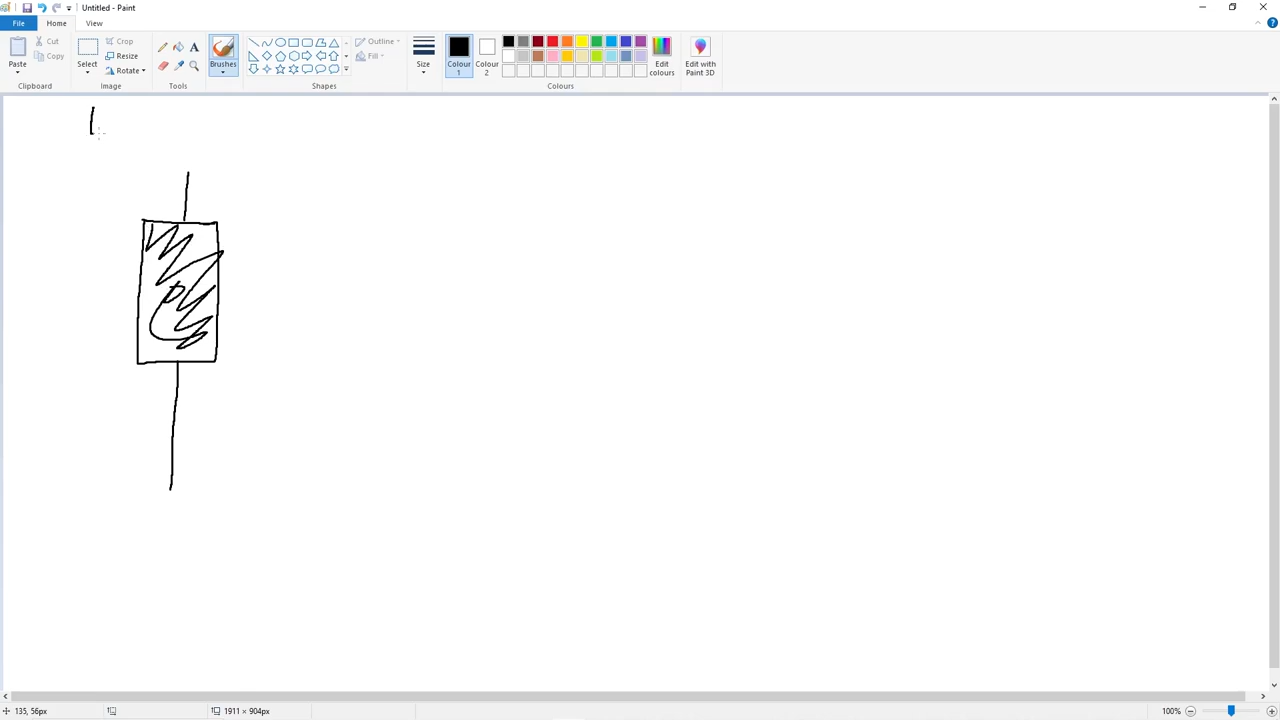 Untitled - Paint
File Home View
Paste
Cut
Copy
Clipboard
Select
Crop
Resize
Rotate
Image
A
Tools
Brushes
Outline
Fill
Shapes
Size
Colour 1
Colour 2
Edit colours
Edit with Paint 3D
Colours
135, 56px
1911 × 904px
100%